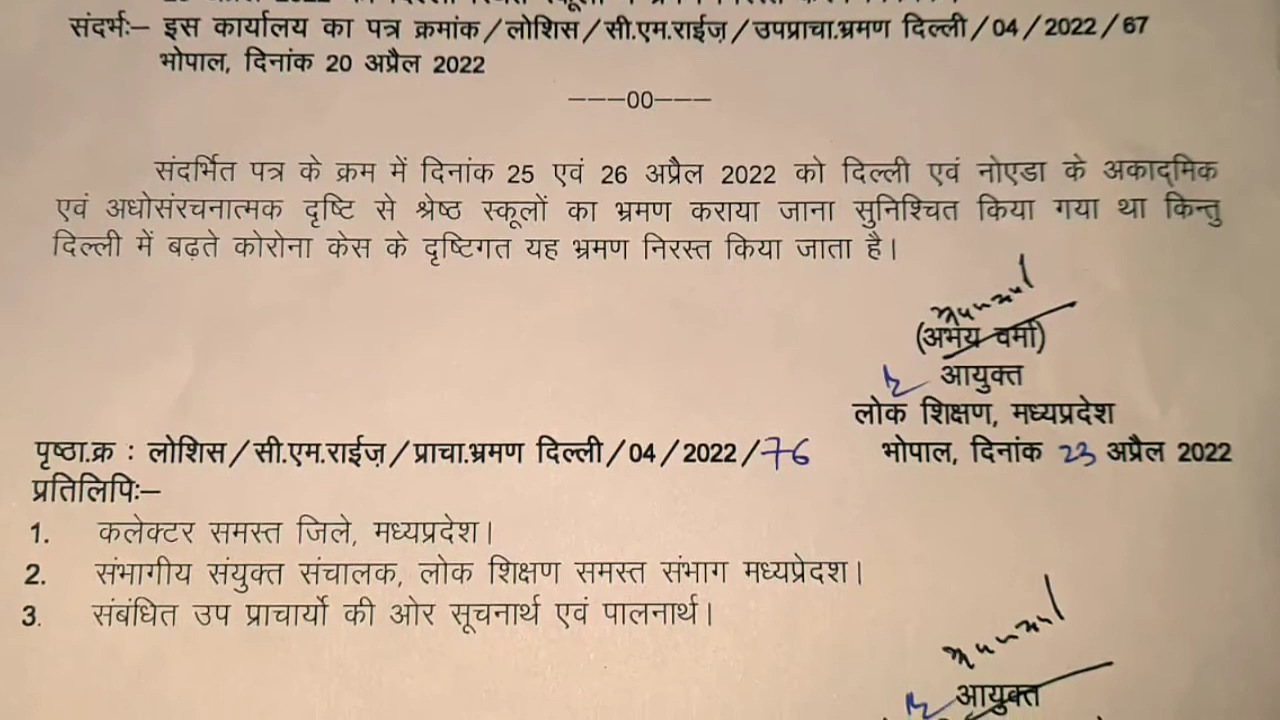 संदर्भः– इस कार्यालय का पत्र क्रमांक/लोशिस/सी.एम.राईज़/उपप्राचा.भ्रमण दिल्ली/04/2022/67
भोपाल, दिनांक 20 अप्रैल 2022
–––00–––
संदर्भित पत्र के क्रम में दिनांक 25 एवं 26 अप्रैल 2022 को दिल्ली एवं नोएडा के अकादमिक
एवं अधोसंरचनात्मक दृष्टि से श्रेष्ठ स्कूलों का भ्रमण कराया जाना सुनिश्चित किया गया था किन्तु
दिल्ली में बढ़ते कोरोना केस के दृष्टिगत यह भ्रमण निरस्त किया जाता है।
(अभय वर्मा)
आयुक्त
लोक शिक्षण, मध्यप्रदेश
पृष्ठा.क्र : लोशिस/सी.एम.राईज़/प्राचा.भ्रमण दिल्ली/04/2022/76 भोपाल, दिनांक 23 अप्रैल 2022
प्रतिलिपिः–
1. कलेक्टर समस्त जिले, मध्यप्रदेश।
2. संभागीय संयुक्त संचालक, लोक शिक्षण समस्त संभाग मध्यप्रेदश।
3. संबंधित उप प्राचार्यो की ओर सूचनार्थ एवं पालनार्थ।
आयुक्त